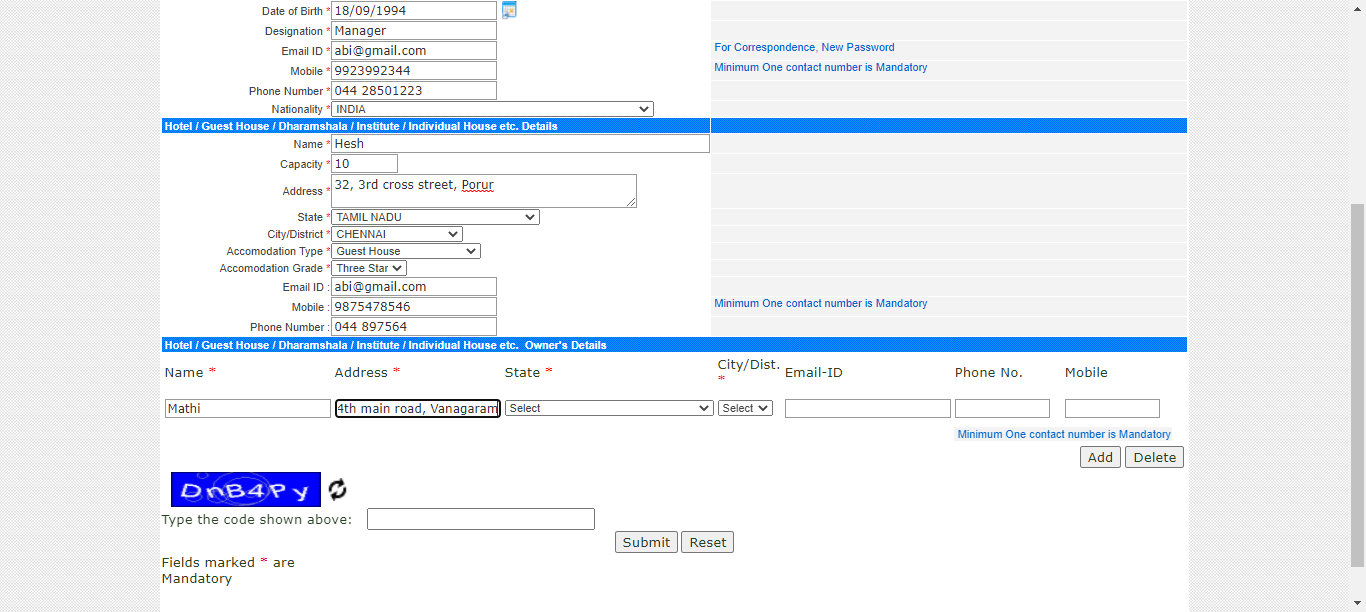 Date of Birth * 18/09/1994
Designation * Manager
Email ID * abi@gmail.com For Correspondence, New Password
Mobile * 9923992344 Minimum One contact number is Mandatory
Phone Number * 044 28501223
Nationality * INDIA
Hotel / Guest House / Dharamshala / Institute / Individual House etc. Details
Name * Hesh
Capacity * 10
Address * 32, 3rd cross street, Porur
State * TAMIL NADU
City/District * CHENNAI
Accomodation Type * Guest House
Accomodation Grade * Three Star
Email ID : abi@gmail.com
Mobile : 9875478546 Minimum One contact number is Mandatory
Phone Number : 044 897564
Hotel / Guest House / Dharamshala / Institute / Individual House etc. Owner's Details
Name * Address * State * City/Dist. * Email-ID Phone No. Mobile
Mathi 4th main road, Vanagaram Select Select
Minimum One contact number is Mandatory
Add Delete
DnB4Py
Type the code shown above:
Submit Reset
Fields marked * are
Mandatory